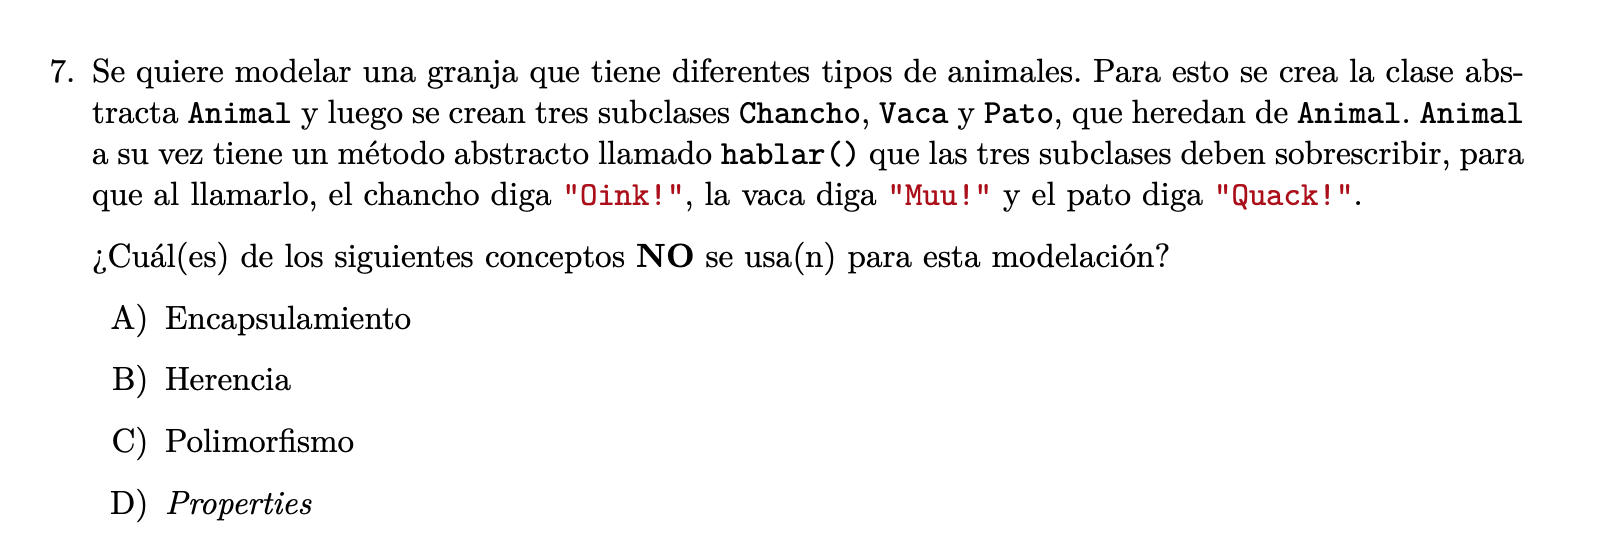 7. Se quiere modelar una granja que tiene diferentes tipos de animales. Para esto se crea la clase abs-
tracta Animal y luego se crean tres subclases Chancho, Vaca y Pato, que heredan de Animal. Animal
a su vez tiene un método abstracto llamado hablar() que las tres subclases deben sobrescribir, para
que al llamarlo, el chancho diga "Oink!", la vaca diga "Muu!" y el pato diga "Quack!".
¿Cuál(es) de los siguientes conceptos NO se usa(n) para esta modelación?
A) Encapsulamiento
B) Herencia
C) Polimorfismo
D) Properties